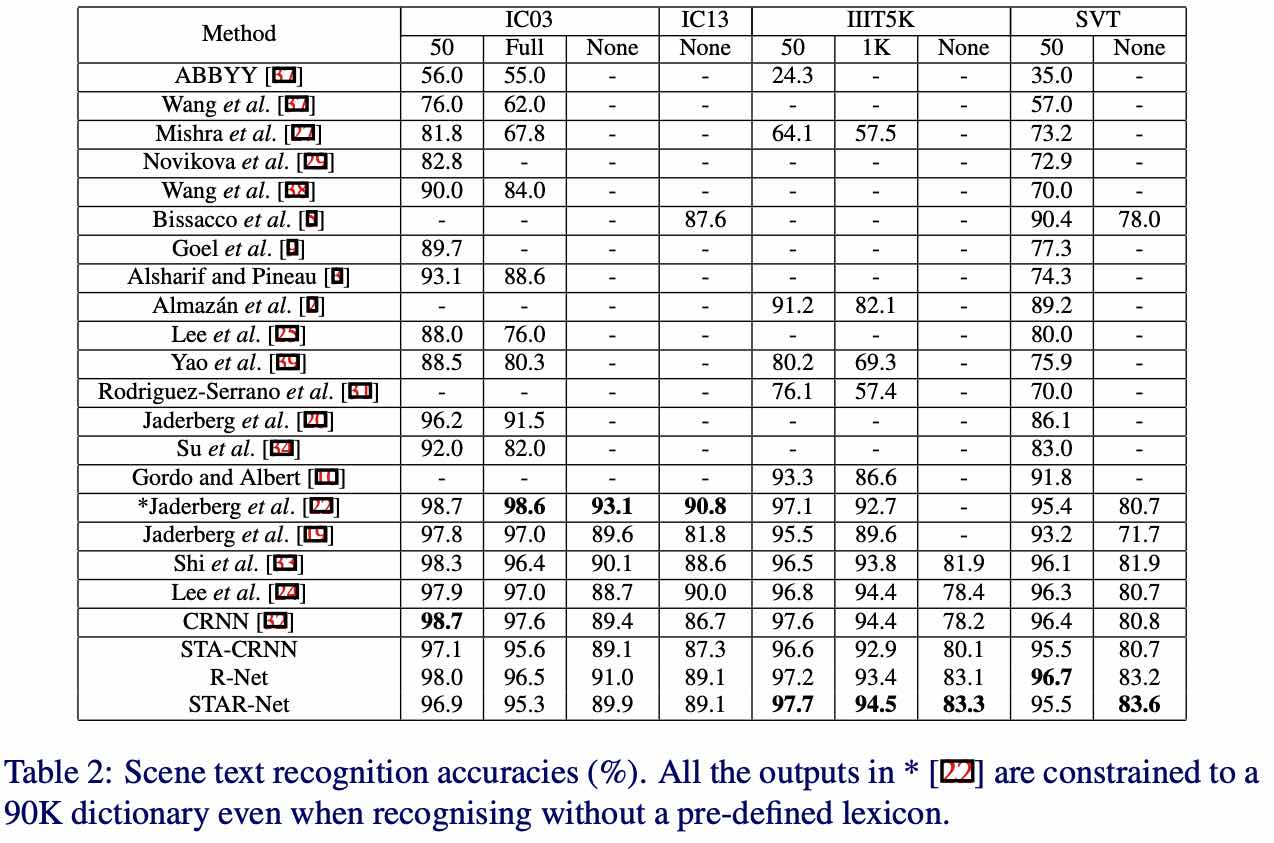 Method IC03 IC13 IIIT5K SVT
50 Full None None 50 1K None 50 None
ABBYY [37] 56.0 55.0 - - 24.3 - - 35.0 -
Wang et al. [37] 76.0 62.0 - - - - - 57.0 -
Mishra et al. [27] 81.8 67.8 - - 64.1 57.5 - 73.2 -
Novikova et al. [29] 82.8 - - - - - - 72.9 -
Wang et al. [38] 90.0 84.0 - - - - - 70.0 -
Bissacco et al. [5] - - - 87.6 - - - 90.4 78.0
Goel et al. [9] 89.7 - - - - - - 77.3 -
Alsharif and Pineau [3] 93.1 88.6 - - - - - 74.3 -
Almazán et al. [2] - - - - 91.2 82.1 - 89.2 -
Lee et al. [25] 88.0 76.0 - - - - - 80.0 -
Yao et al. [39] 88.5 80.3 - - 80.2 69.3 - 75.9 -
Rodriguez-Serrano et al. [31] - - - - 76.1 57.4 - 70.0 -
Jaderberg et al. [20] 96.2 91.5 - - - - - 86.1 -
Su et al. [34] 92.0 82.0 - - - - - 83.0 -
Gordo and Albert [10] - - - - 93.3 86.6 - 91.8 -
*Jaderberg et al. [22] 98.7 98.6 93.1 90.8 97.1 92.7 - 95.4 80.7
Jaderberg et al. [19] 97.8 97.0 89.6 81.8 95.5 89.6 - 93.2 71.7
Shi et al. [33] 98.3 96.4 90.1 88.6 96.5 93.8 81.9 96.1 81.9
Lee et al. [24] 97.9 97.0 88.7 90.0 96.8 94.4 78.4 96.3 80.7
CRNN [32] 98.7 97.6 89.4 86.7 97.6 94.4 78.2 96.4 80.8
STA-CRNN 97.1 95.6 89.1 87.3 96.6 92.9 80.1 95.5 80.7
R-Net 98.0 96.5 91.0 89.1 97.2 93.4 83.1 96.7 83.2
STAR-Net 96.9 95.3 89.9 89.1 97.7 94.5 83.3 95.5 83.6
Table 2: Scene text recognition accuracies (%). All the outputs in * [22] are constrained to a
90K dictionary even when recognising without a pre-defined lexicon.